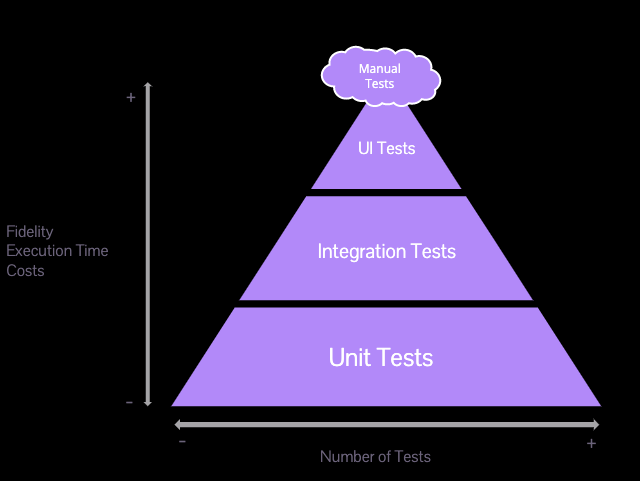 Manual
Tests
+
UI Tests
Fidelity
Execution Time
Costs
Integration Tests
Unit Tests
–
–
+
Number of Tests